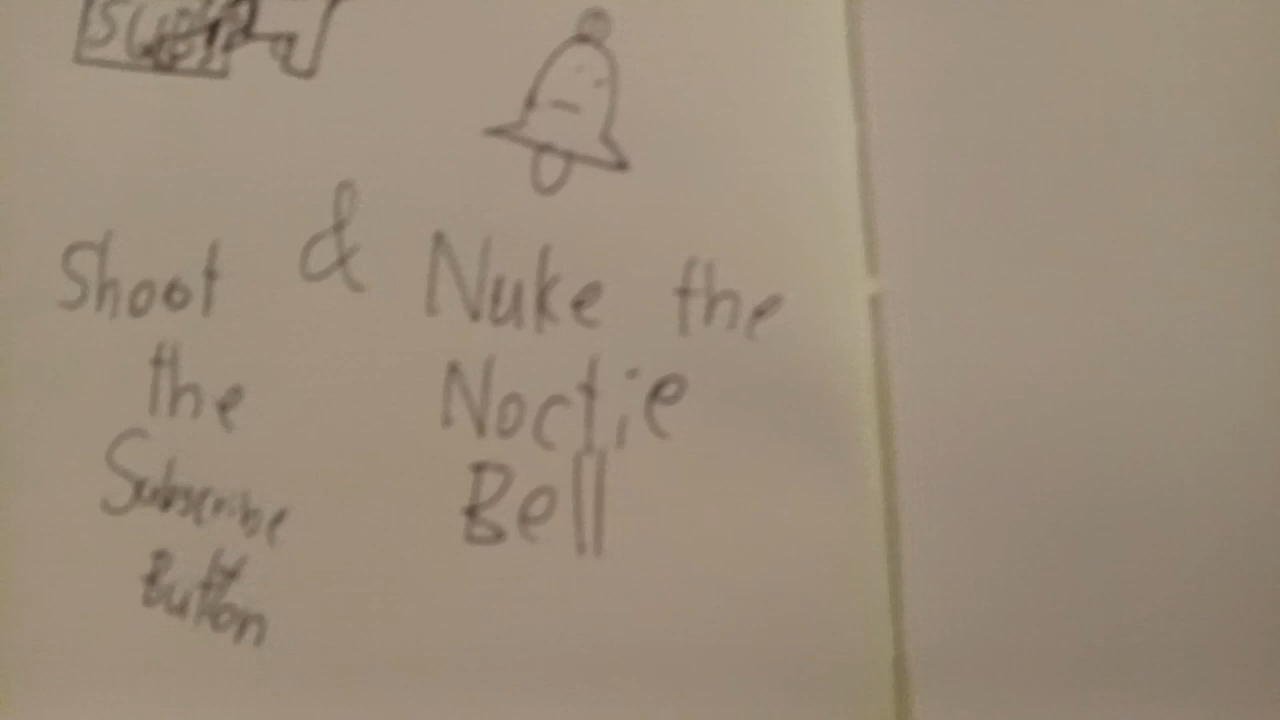 Shoot
the
Subscribe
Button
&
Nuke the
Noctie
Bell